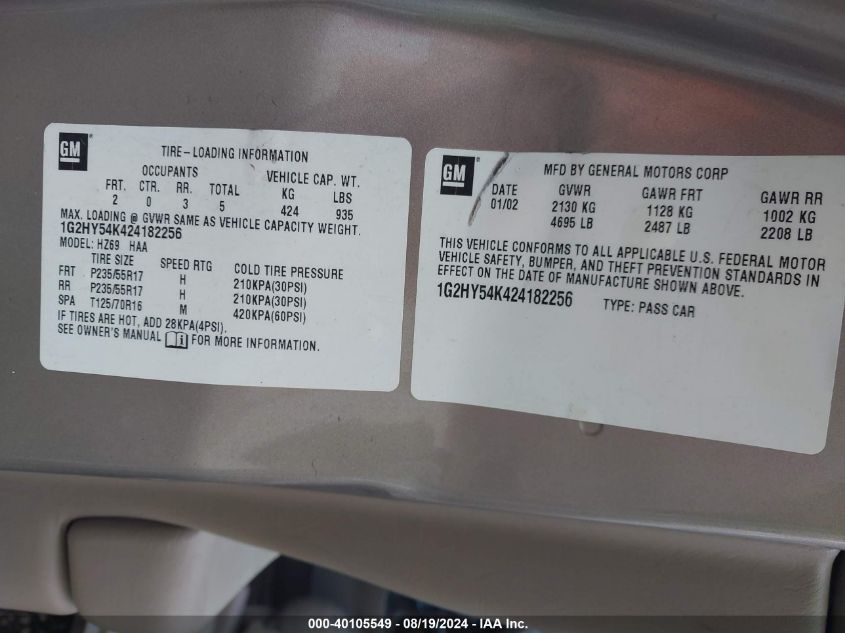 GM
TIRE-LOADING INFORMATION
OCCUPANTS VEHICLE CAP. WT.
FRT. CTR. RR. TOTAL KG LBS
2 0 3 5 424 935
MAX. LOADING @ GVWR SAME AS VEHICLE CAPACITY WEIGHT.
1G2HY54K424182256
MODEL: HZ69 HAA
TIRE SIZE SPEED RTG COLD TIRE PRESSURE
FRT P235/55R17 H 210KPA(30PSI)
RR P235/55R17 H 210KPA(30PSI)
SPA T125/70R16 M 420KPA(60PSI)
IF TIRES ARE HOT, ADD 28KPA(4PSI).
SEE OWNER'S MANUAL i FOR MORE INFORMATION.
GM
MFD BY GENERAL MOTORS CORP
DATE GVWR GAWR FRT GAWR RR
01/02 2130 KG 1128 KG 1002 KG
4695 LB 2487 LB 2208 LB
THIS VEHICLE CONFORMS TO ALL APPLICABLE U.S. FEDERAL MOTOR
VEHICLE SAFETY, BUMPER, AND THEFT PREVENTION STANDARDS IN
EFFECT ON THE DATE OF MANUFACTURE SHOWN ABOVE.
1G2HY54K424182256 TYPE: PASS CAR
000-40105549 - 08/19/2024 - IAA Inc.